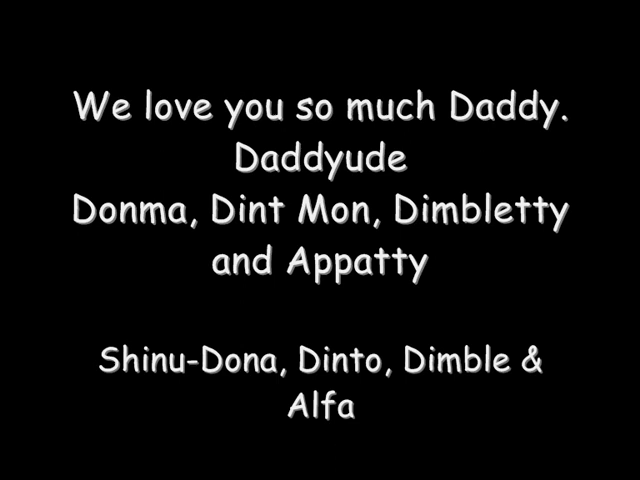 We love you so much Daddy.
Daddyude
Donma, Dint Mon, Dimbletty
and Appatty
Shinu-Dona, Dinto, Dimble &
Alfa